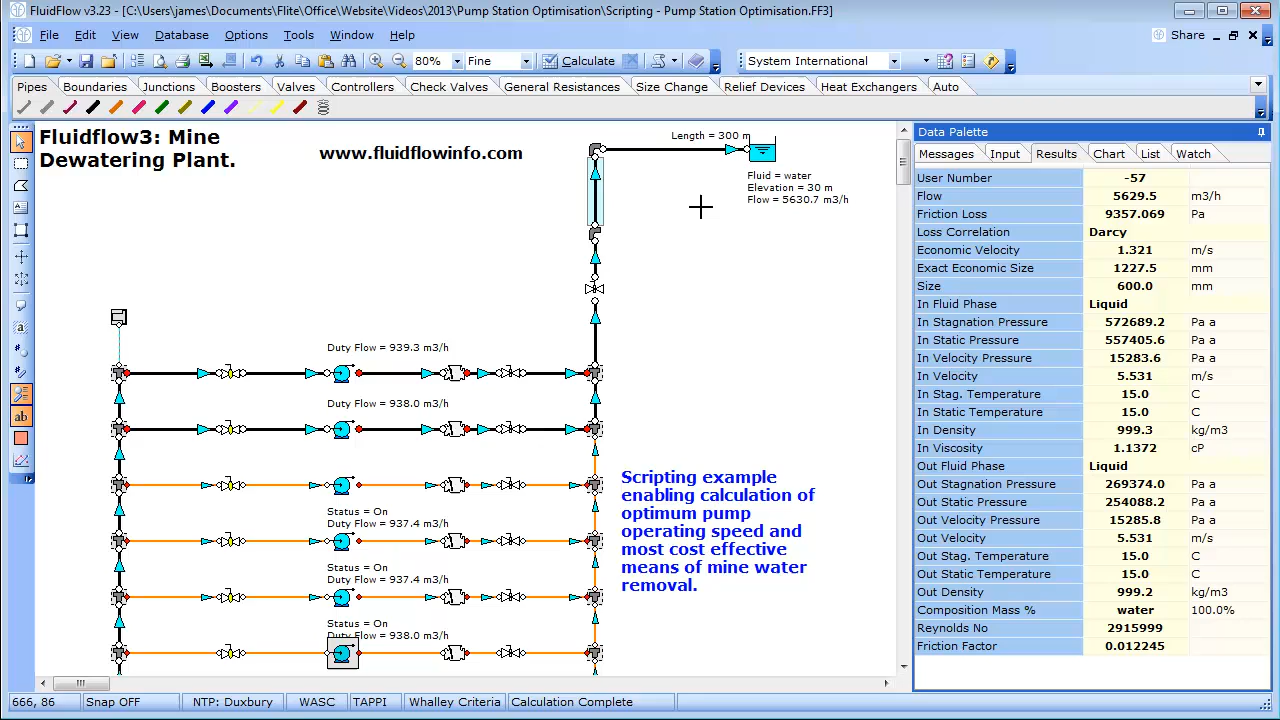 FluidFlow v3.23 - [C:\Users\james\Documents\Flite\Office\Website\Videos\2013\Pump Station Optimisation\Scripting - Pump Station Optimisation.FF3]
File Edit View Database Options Tools Window Help Share
80% Fine Calculate System International
Pipes Boundaries Junctions Boosters Valves Controllers Check Valves General Resistances Size Change Relief Devices Heat Exchangers Auto
Fluidflow3: Mine
Dewatering Plant.
www.fluidflowinfo.com
Length = 300 m
Fluid = water
Elevation = 30 m
Flow = 5630.7 m3/h
Duty Flow = 939.3 m3/h
Duty Flow = 938.0 m3/h
Status = On
Duty Flow = 937.4 m3/h
Status = On
Duty Flow = 937.4 m3/h
Status = On
Duty Flow = 938.0 m3/h
Scripting example
enabling calculation of
optimum pump
operating speed and
most cost effective
means of mine water
removal.
Data Palette
Messages Input Results Chart List Watch
User Number -57
Flow 5629.5 m3/h
Friction Loss 9357.069 Pa
Loss Correlation Darcy
Economic Velocity 1.321 m/s
Exact Economic Size 1227.5 mm
Size 600.0 mm
In Fluid Phase Liquid
In Stagnation Pressure 572689.2 Pa a
In Static Pressure 557405.6 Pa a
In Velocity Pressure 15283.6 Pa a
In Velocity 5.531 m/s
In Stag. Temperature 15.0 C
In Static Temperature 15.0 C
In Density 999.3 kg/m3
In Viscosity 1.1372 cP
Out Fluid Phase Liquid
Out Stagnation Pressure 269374.0 Pa a
Out Static Pressure 254088.2 Pa a
Out Velocity Pressure 15285.8 Pa a
Out Velocity 5.531 m/s
Out Stag. Temperature 15.0 C
Out Static Temperature 15.0 C
Out Density 999.2 kg/m3
Composition Mass % water 100.0%
Reynolds No 2915999
Friction Factor 0.012245
666, 86 Snap OFF NTP: Duxbury WASC TAPPI Whalley Criteria Calculation Complete